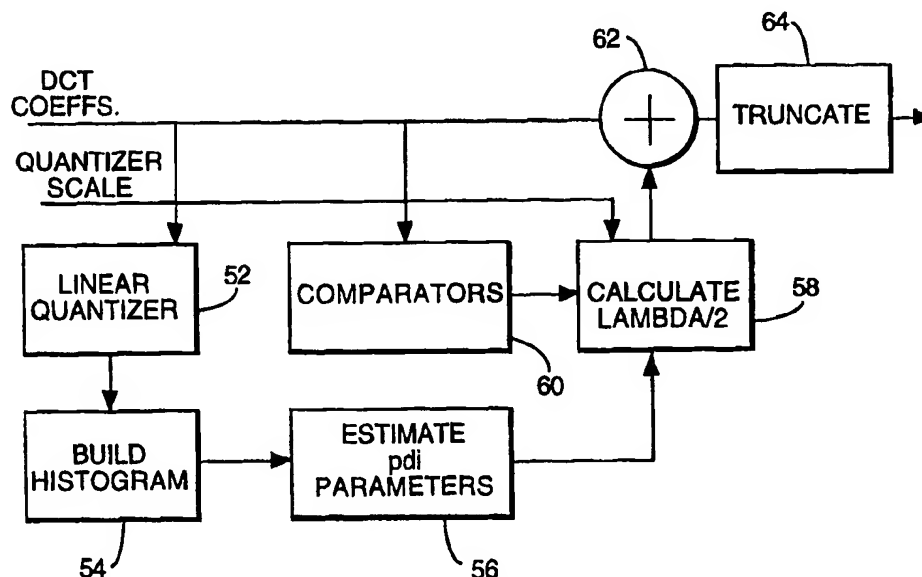 62
64
DCT
COEFFS.
TRUNCATE
QUANTIZER
SCALE
LINEAR
QUANTIZER
52
COMPARATORS
60
CALCULATE
LAMBDA/2
58
BUILD
HISTOGRAM
54
ESTIMATE
pdi
PARAMETERS
56